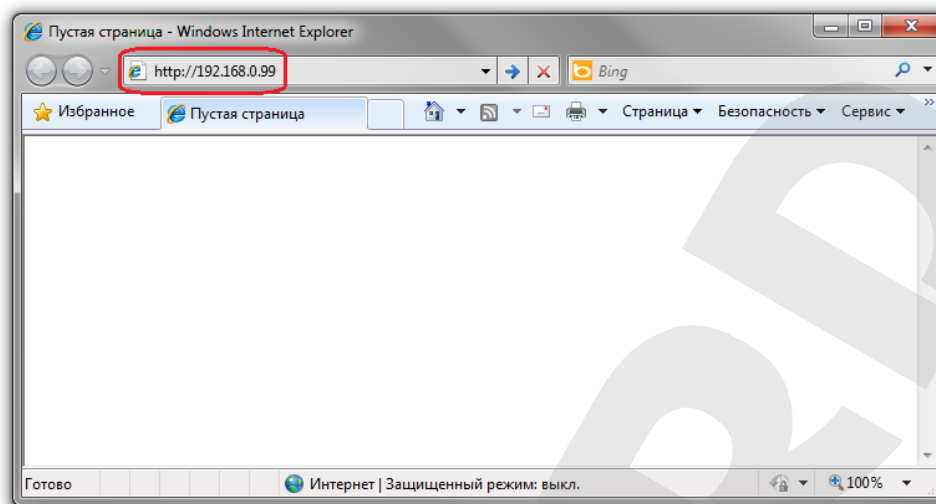 Пустая страница - Windows Internet Explorer
http://192.168.0.99 Bing
Избранное Пустая страница Страница Безопасность Сервис
Готово Интернет | Защищенный режим: выкл. 100%